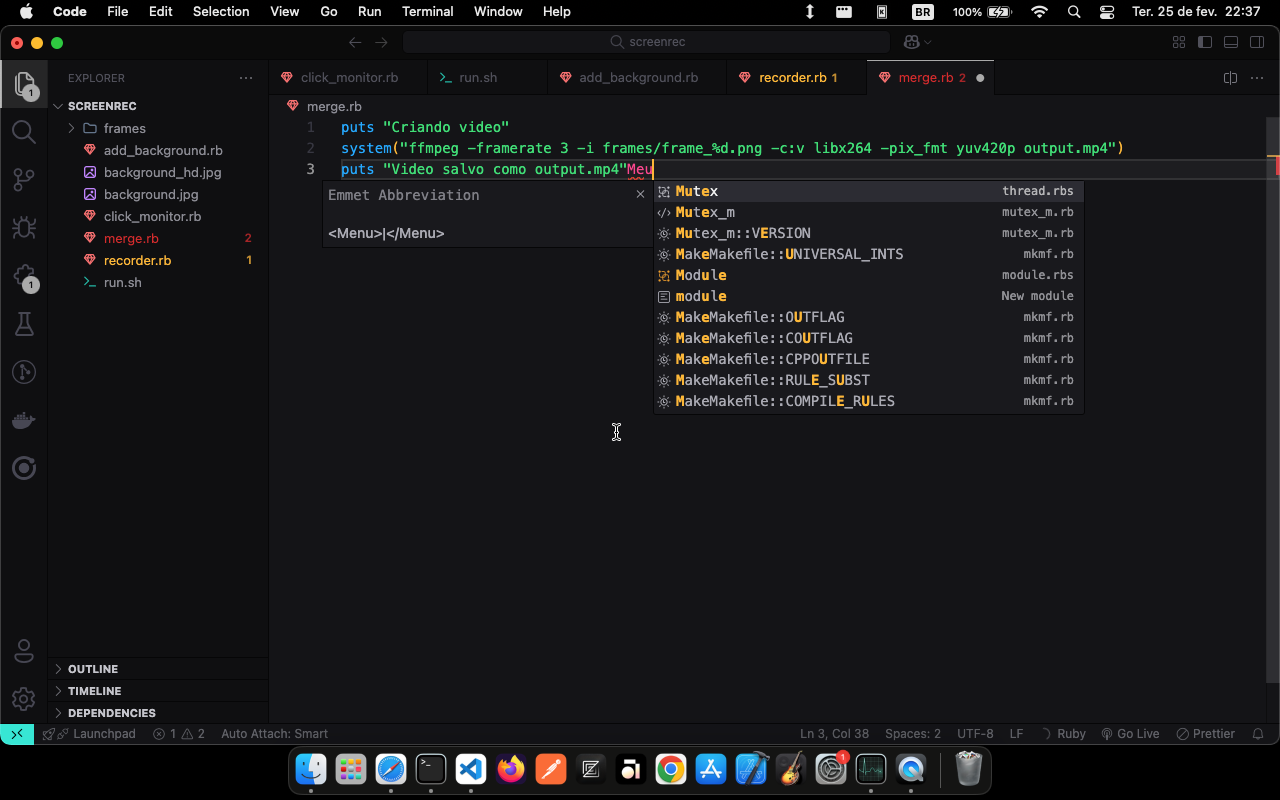 Code File Edit Selection View Go Run Terminal Window Help BR 100% Ter. 25 de fev. 22:37
screenrec
EXPLORER
click_monitor.rb run.sh add_background.rb recorder.rb 1 merge.rb 2
SCREENREC
frames
add_background.rb
background_hd.jpg
background.jpg
click_monitor.rb
merge.rb 2
recorder.rb 1
run.sh
merge.rb
1 puts "Criando video"
2 system("ffmpeg -framerate 3 -i frames/frame_%d.png -c:v libx264 -pix_fmt yuv420p output.mp4")
3 puts "Video salvo como output.mp4"Meu
Emmet Abbreviation
<Menu>|</Menu>
Mutex thread.rbs
Mutex_m mutex_m.rb
Mutex_m::VERSION mutex_m.rb
MakeMakefile::UNIVERSAL_INTS mkmf.rb
Module module.rbs
module New module
MakeMakefile::OUTFLAG mkmf.rb
MakeMakefile::COUTFLAG mkmf.rb
MakeMakefile::CPPOUTFILE mkmf.rb
MakeMakefile::RULE_SUBST mkmf.rb
MakeMakefile::COMPILE_RULES mkmf.rb
1
1
OUTLINE
TIMELINE
DEPENDENCIES
Launchpad 1 2 Auto Attach: Smart Ln 3, Col 38 Spaces: 2 UTF-8 LF Ruby Go Live Prettier
1